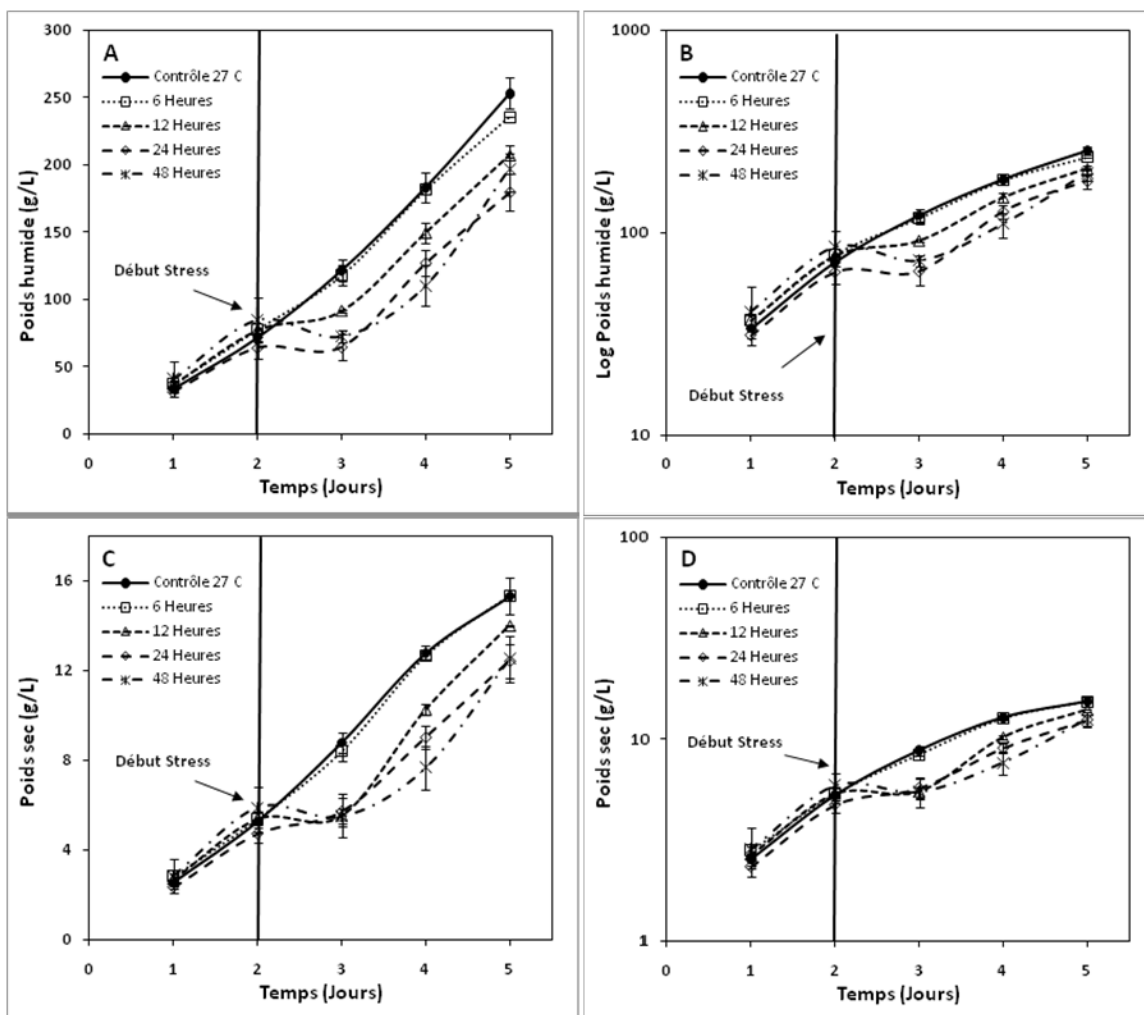 A
Contrôle 27 C
6 Heures
12 Heures
24 Heures
48 Heures
Début Stress
Poids humide (g/L)
300
250
200
150
100
50
0
0 1 2 3 4 5
Temps (Jours)
B
Contrôle 27 C
6 Heures
12 Heures
24 Heures
48 Heures
Début Stress
Log Poids humide (g/L)
1000
100
10
0 1 2 3 4 5
Temps (Jours)
C
Contrôle 27 C
6 Heures
12 Heures
24 Heures
48 Heures
Début Stress
Poids sec (g/L)
16
12
8
4
0
0 1 2 3 4 5
Temps (Jours)
D
Contrôle 27 C
6 Heures
12 Heures
24 Heures
48 Heures
Début Stress
Poids sec (g/L)
100
10
1
0 1 2 3 4 5
Temps (Jours)